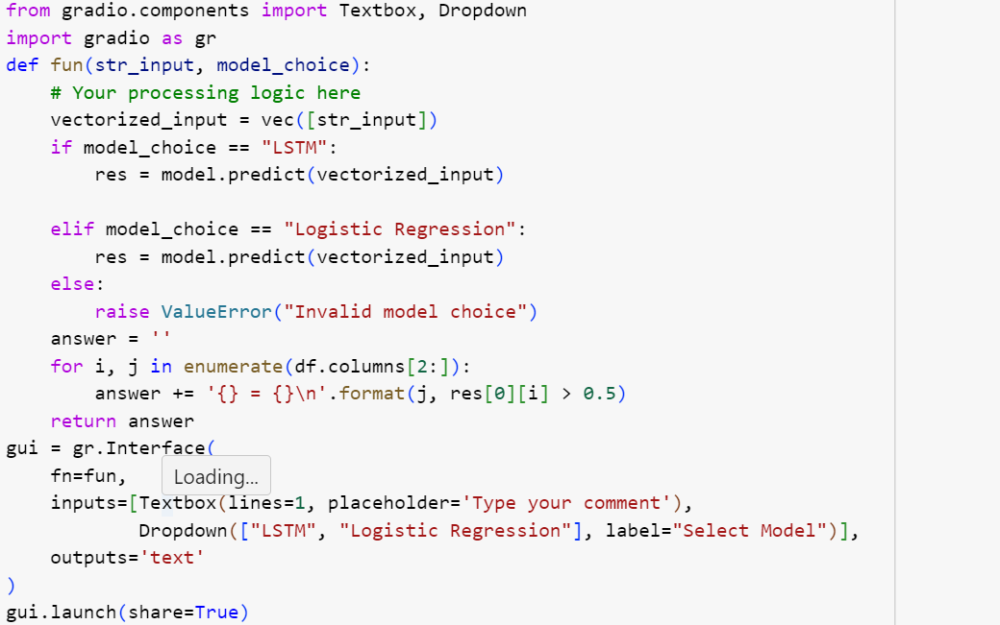 from gradio.components import Textbox, Dropdown
import gradio as gr
def fun(str_input, model_choice):
    # Your processing logic here
    vectorized_input = vec([str_input])
    if model_choice == "LSTM":
        res = model.predict(vectorized_input)

    elif model_choice == "Logistic Regression":
        res = model.predict(vectorized_input)
    else:
        raise ValueError("Invalid model choice")
    answer = ''
    for i, j in enumerate(df.columns[2:]):
        answer += '{} = {}\n'.format(j, res[0][i] > 0.5)
    return answer
gui = gr.Interface(
    fn=fun,
Loading...
    inputs=[Textbox(lines=1, placeholder='Type your comment'),
            Dropdown(["LSTM", "Logistic Regression"], label="Select Model")],
    outputs='text'
)
gui.launch(share=True)